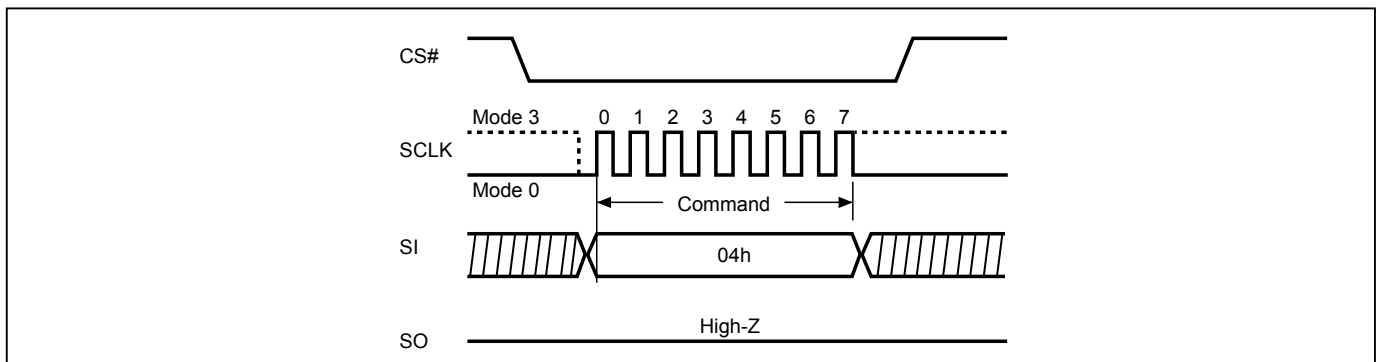 CS#
Mode 3
0 1 2 3 4 5 6 7
SCLK
Mode 0
Command
SI
04h
High-Z
SO